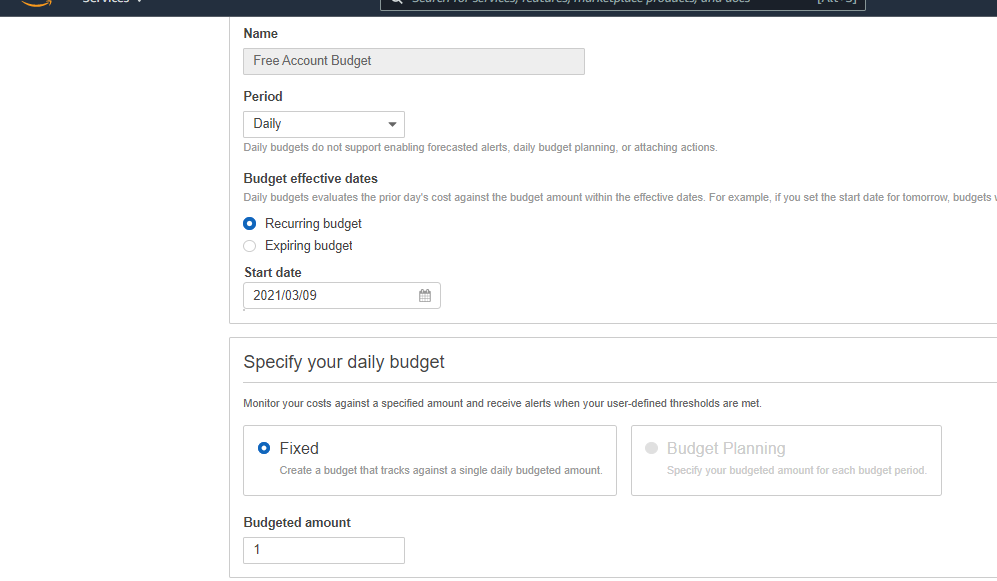 Services
Search for services, features, marketplace products, and docs [Alt+S]
Name
Free Account Budget
Period
Daily
Daily budgets do not support enabling forecasted alerts, daily budget planning, or attaching actions.
Budget effective dates
Daily budgets evaluates the prior day's cost against the budget amount within the effective dates. For example, if you set the start date for tomorrow, budgets
Recurring budget
Expiring budget
Start date
2021/03/09
Specify your daily budget
Monitor your costs against a specified amount and receive alerts when your user-defined thresholds are met.
Fixed
Create a budget that tracks against a single daily budgeted amount.
Budget Planning
Specify your budgeted amount for each budget period.
Budgeted amount
1